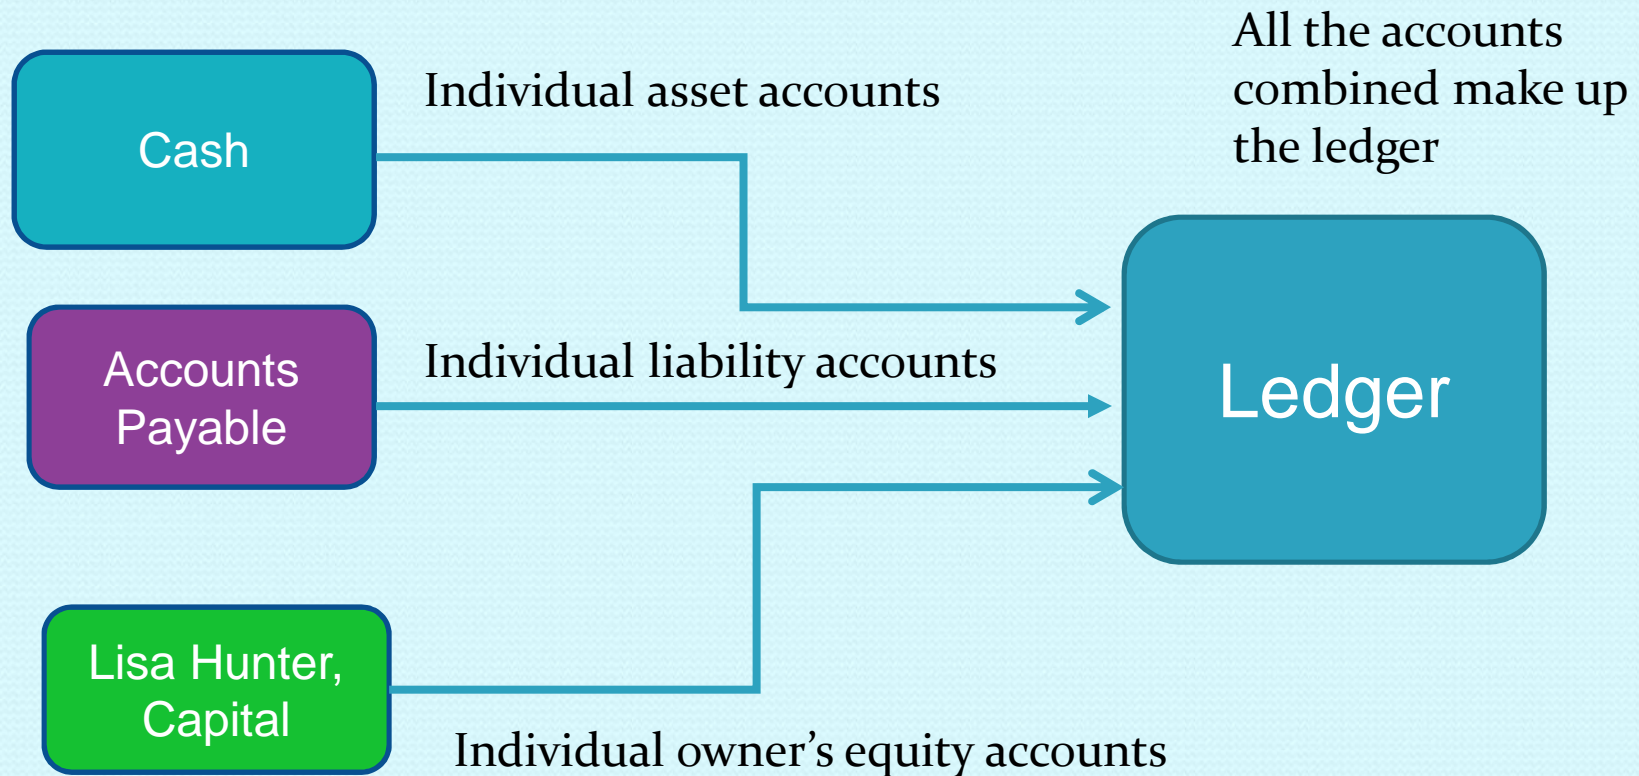 Cash
Individual asset accounts
All the accounts
combined make up
the ledger
Accounts
Payable
Individual liability accounts
Ledger
Lisa Hunter,
Capital
Individual owner’s equity accounts